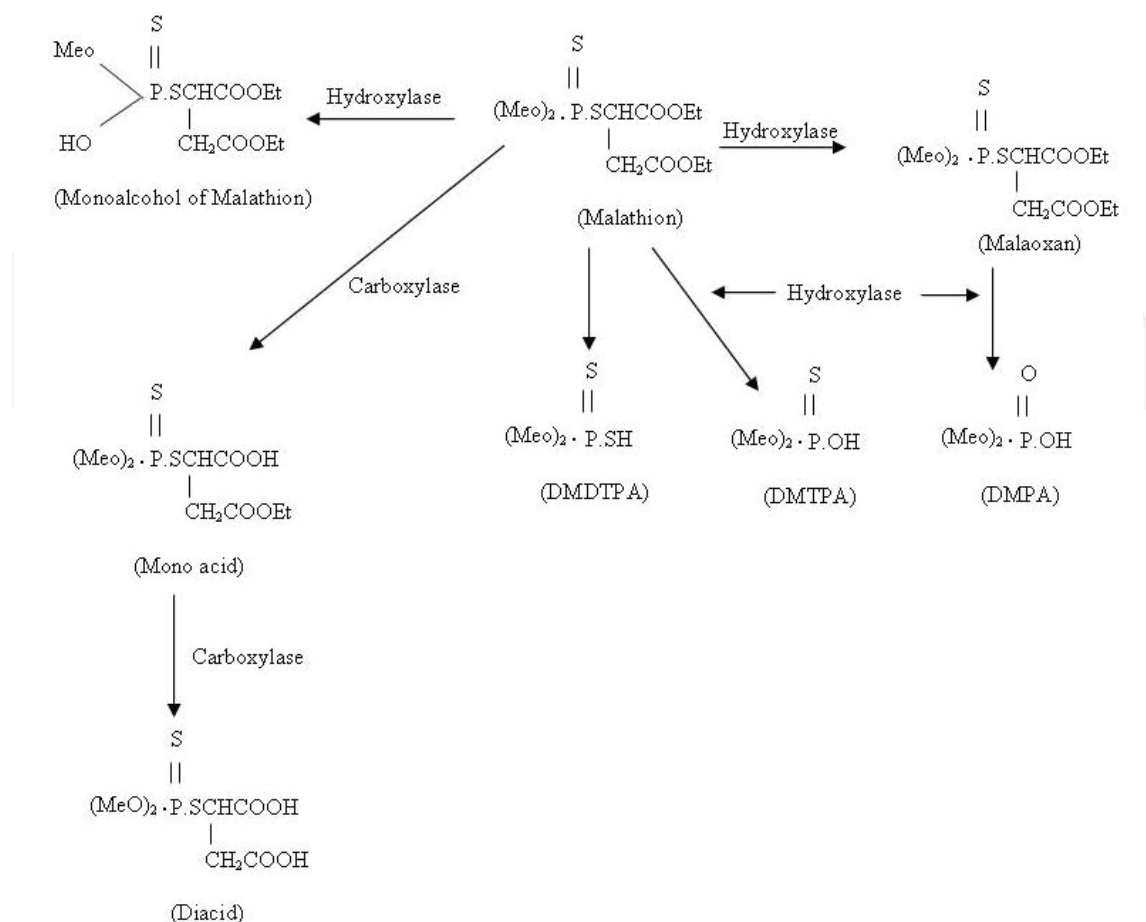 S
||
Meo
P.SCHCOOEt
HO
CH₂COOEt
(Monoalcohol of Malathion)
Hydroxylase
S
||
(Meo)₂ . P.SCHCOOEt
CH₂COOEt
(Malathion)
Hydroxylase
S
||
(Meo)₂ · P.SCHCOOEt
CH₂COOEt
(Malaoxan)
Carboxylase
Hydroxylase
S
||
(Meo)₂ · P.SCHCOOH
CH₂COOEt
(Mono acid)
S
||
(Meo)₂ · P.SH
(DMDTPA)
S
||
(Meo)₂ · P.OH
(DMTPA)
O
||
(Meo)₂ · P.OH
(DMPA)
Carboxylase
S
||
(MeO)₂ · P.SCHCOOH
CH₂COOH
(Diacid)